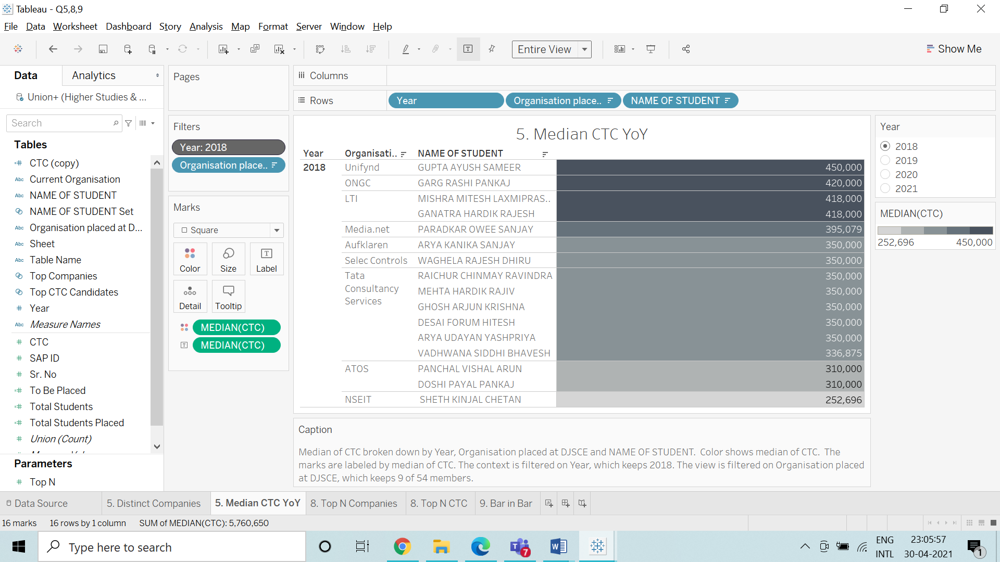 Tableau - Q5,8,9
File Data Worksheet Dashboard Story Analysis Map Format Server Window Help
Entire View
Show Me
Data
Analytics
Union+ (Higher Studies & ...
Search
Tables
CTC (copy)
Abc Current Organisation
Abc NAME OF STUDENT
NAME OF STUDENT Set
Abc Organisation placed at D...
Abc Sheet
Abc Table Name
Top Companies
Top CTC Candidates
# Year
Abc Measure Names
# CTC
# SAP ID
# Sr. No
=# To Be Placed
=# Total Students
=# Total Students Placed
# Union (Count)
Parameters
# Top N
Pages
Filters
Year: 2018
Organisation place..
Marks
Square
Color
Size
Label
Detail
Tooltip
MEDIAN(CTC)
MEDIAN(CTC)
Columns
Rows
Year
Organisation place..
NAME OF STUDENT
5. Median CTC YoY
Year Organisati.. NAME OF STUDENT
2018 Unifynd GUPTA AYUSH SAMEER 450,000
ONGC GARG RASHI PANKAJ 420,000
LTI MISHRA MITESH LAXMIPRAS.. 418,000
GANATRA HARDIK RAJESH 418,000
Media.net PARADKAR OWEE SANJAY 395,079
Aufklaren ARYA KANIKA SANJAY 350,000
Selec Controls WAGHELA RAJESH DHIRU 350,000
Tata Consultancy Services RAICHUR CHINMAY RAVINDRA 350,000
MEHTA HARDIK RAJIV 350,000
GHOSH ARJUN KRISHNA 350,000
DESAI FORUM HITESH 350,000
ARYA UDAYAN YASHPRIYA 350,000
VADHWANA SIDDHI BHAVESH 336,875
ATOS PANCHAL VISHAL ARUN 310,000
DOSHI PAYAL PANKAJ 310,000
NSEIT SHETH KINJAL CHETAN 252,696
Caption
Median of CTC broken down by Year, Organisation placed at DJSCE and NAME OF STUDENT. Color shows median of CTC. The
marks are labeled by median of CTC. The context is filtered on Year, which keeps 2018. The view is filtered on Organisation placed
at DJSCE, which keeps 9 of 54 members.
Year
2018
2019
2020
2021
MEDIAN(CTC)
252,696 450,000
Data Source
5. Distinct Companies
5. Median CTC YoY
8. Top N Companies
8. Top N CTC
9. Bar in Bar
16 marks 16 rows by 1 column SUM of MEDIAN(CTC): 5,760,650
Type here to search
7
ENG
INTL
23:05:57
30-04-2021
1